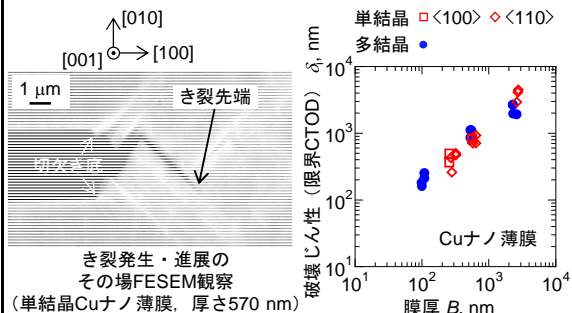 [010]
[001]
[100]
1 μm
き裂先端
切欠き底
き裂発生・進展の
その場FESEM観察
(単結晶Cuナノ薄膜, 厚さ570 nm)
単結晶 □〈100〉 ◇〈110〉
多結晶 ●
破壊じん性 (限界CTOD) δ, nm
10⁴
10³
10²
10¹
Cuナノ薄膜
10¹ 10² 10³ 10⁴
膜厚 B, nm